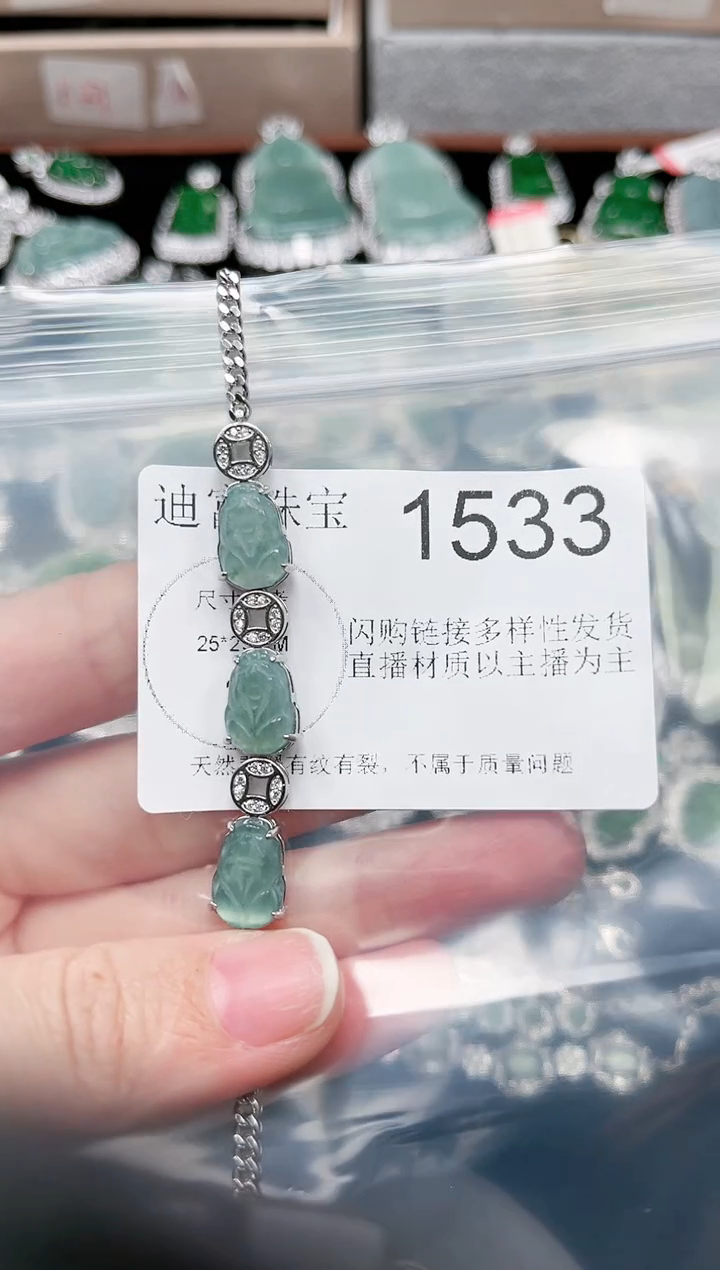 迪 珠宝
1533
尺寸
25*2 M
闪购链接多样性发货
直播材质以主播为主
天然 有纹有裂，不属于质量问题